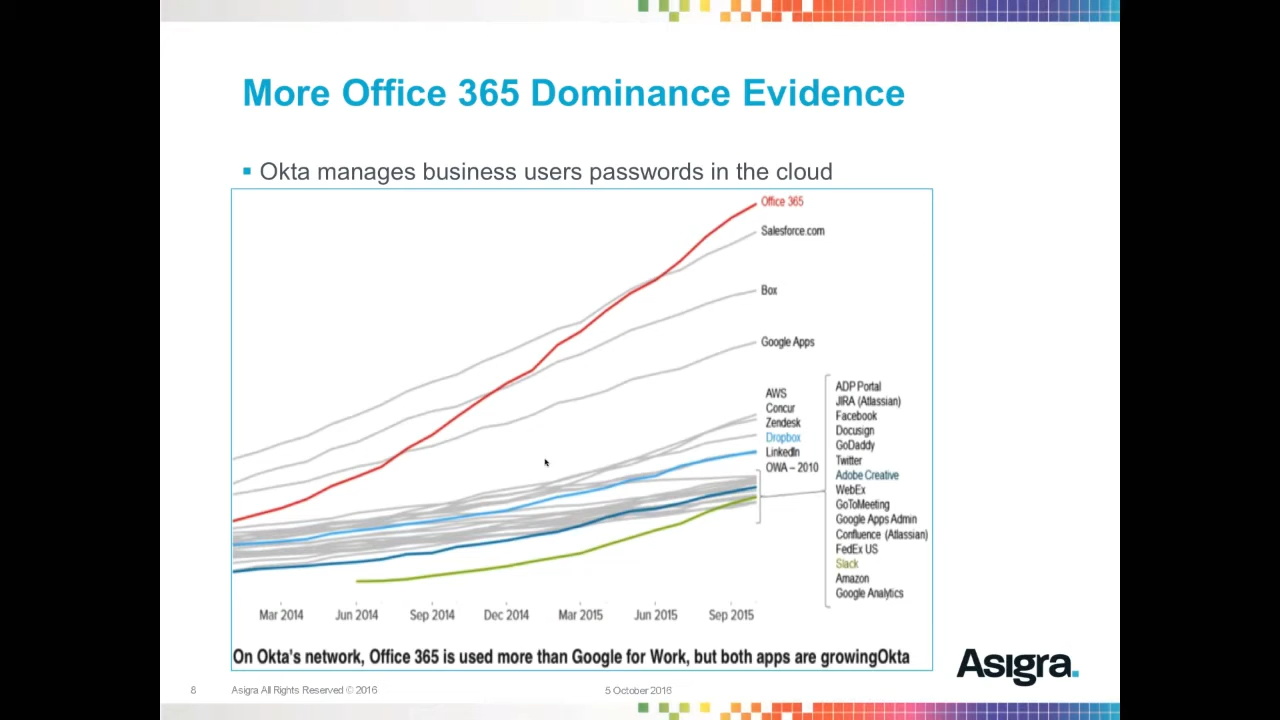 More Office 365 Dominance Evidence
Okta manages business users passwords in the cloud
Office 365
Salesforce.com
Box
Google Apps
AWS
Concur
Zendesk
Dropbox
LinkedIn
OWA – 2010
ADP Portal
JIRA (Atlassian)
Facebook
Docusign
GoDaddy
Twitter
Adobe Creative
WebEx
GoToMeeting
Google Apps Admin
Confluence (Atlassian)
FedEx US
Slack
Amazon
Google Analytics
Mar 2014 Jun 2014 Sep 2014 Dec 2014 Mar 2015 Jun 2015 Sep 2015
On Okta's network, Office 365 is used more than Google for Work, but both apps are growingOkta
Asigra.
8 Asigra All Rights Reserved © 2016 5 October 2016